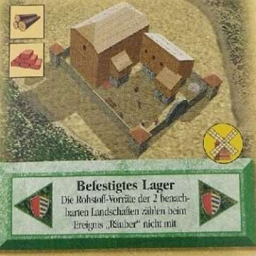 Befestigtes Lager
Die Rohstoff-Vorräte der 2 benach-
barten Landschaften zählen beim
Ereignis „Räuber“ nicht mit